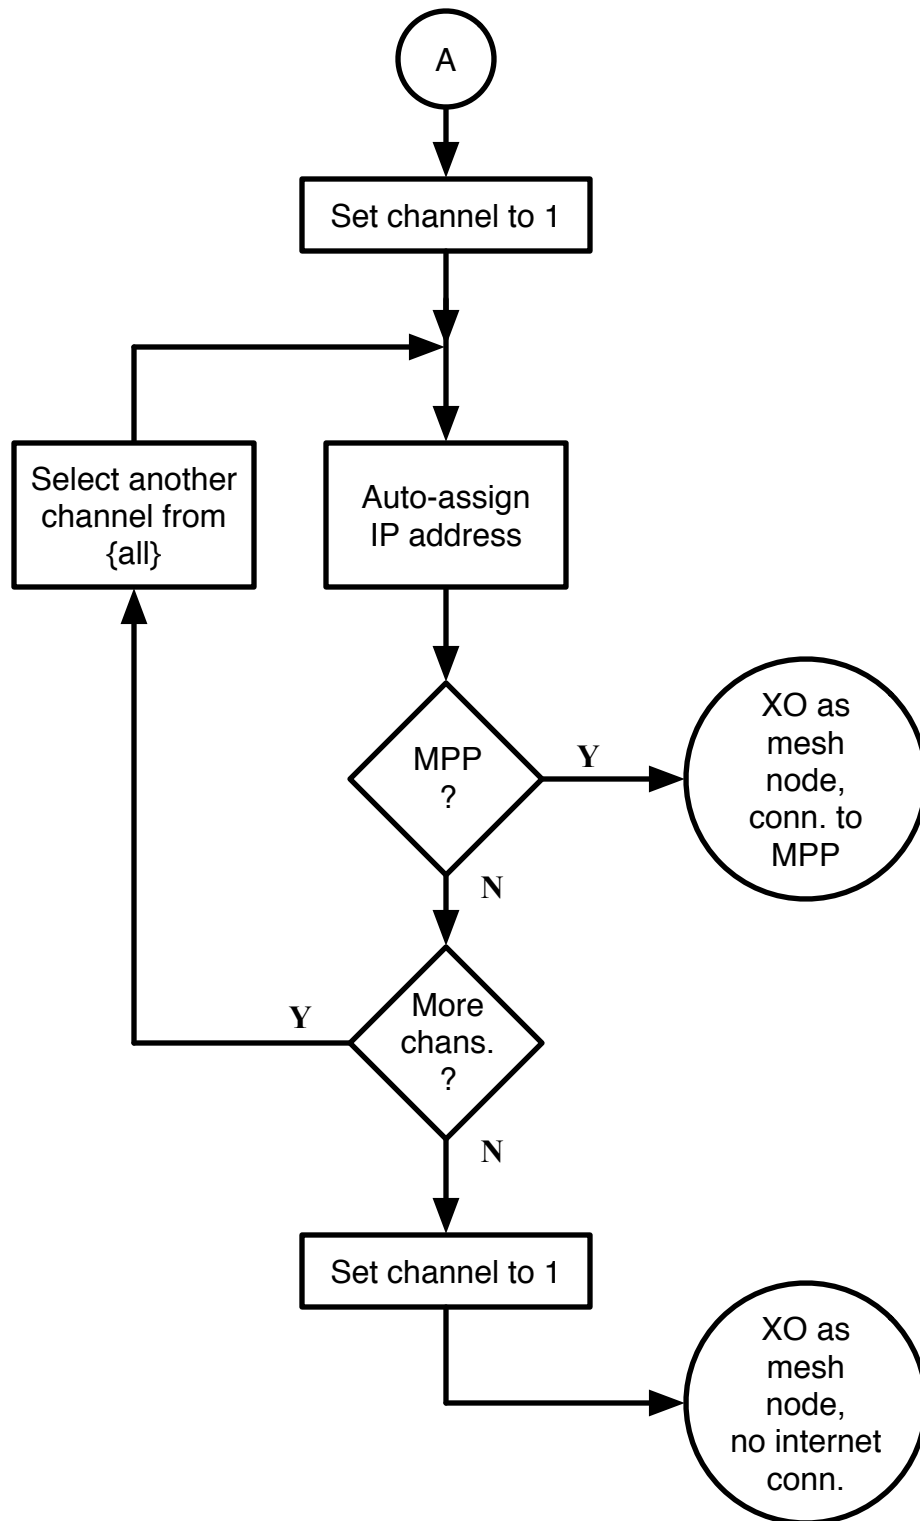 A
Set channel to 1
Select another
channel from
{all}
Auto-assign
IP address
MPP
?
Y
XO as
mesh
node,
conn. to
MPP
N
More
chans.
?
Y
N
Set channel to 1
XO as
mesh
node,
no internet
conn.